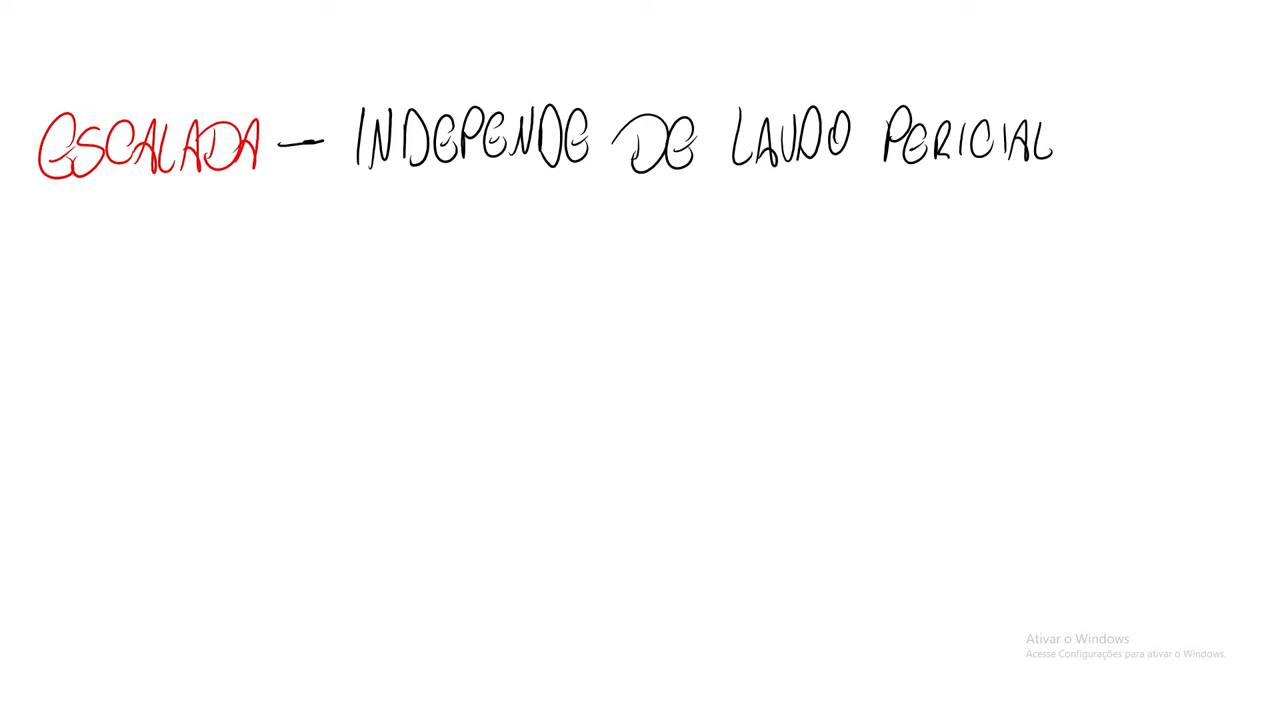 ESCALADA — INDEPENDE DE LAUDO PERICIAL
Ativar o Windows
Acesse Configurações para ativar o Windows.